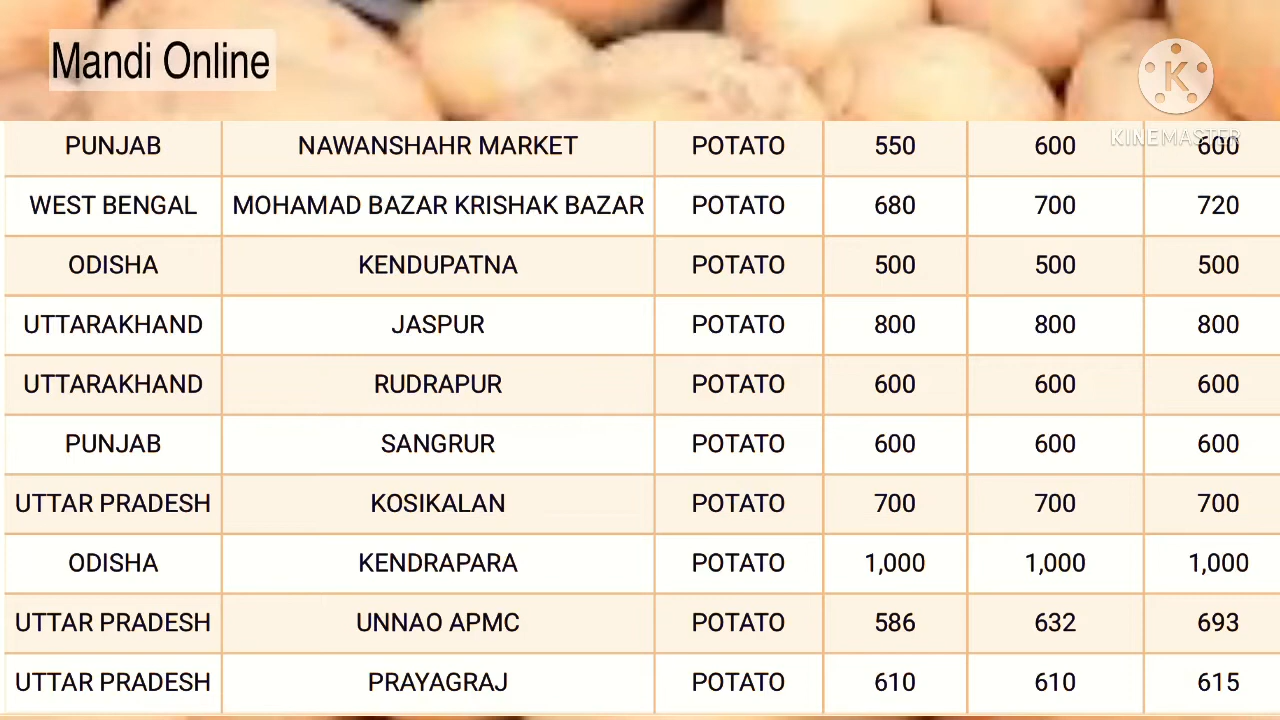 Mandi Online
K
KINEMASTER
PUNJAB NAWANSHAHR MARKET POTATO 550 600 600
WEST BENGAL MOHAMAD BAZAR KRISHAK BAZAR POTATO 680 700 720
ODISHA KENDUPATNA POTATO 500 500 500
UTTARAKHAND JASPUR POTATO 800 800 800
UTTARAKHAND RUDRAPUR POTATO 600 600 600
PUNJAB SANGRUR POTATO 600 600 600
UTTAR PRADESH KOSIKALAN POTATO 700 700 700
ODISHA KENDRAPARA POTATO 1,000 1,000 1,000
UTTAR PRADESH UNNAO APMC POTATO 586 632 693
UTTAR PRADESH PRAYAGRAJ POTATO 610 610 615